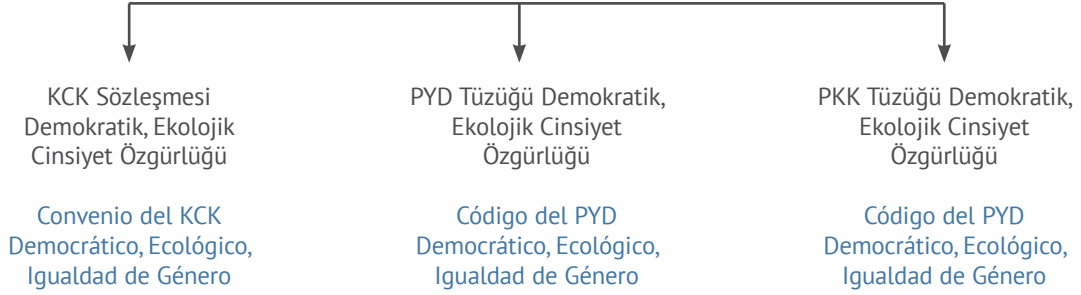 KCK Sözleşmesi
Demokratik, Ekolojik
Cinsiyet Özgürlüğü
Convenio del KCK
Democrático, Ecológico,
Igualdad de Género
PYD Tüzüğü Demokratik,
Ekolojik Cinsiyet
Özgürlüğü
Código del PYD
Democrático, Ecológico,
Igualdad de Género
PKK Tüzüğü Demokratik,
Ekolojik Cinsiyet
Özgürlüğü
Código del PYD
Democrático, Ecológico,
Igualdad de Género